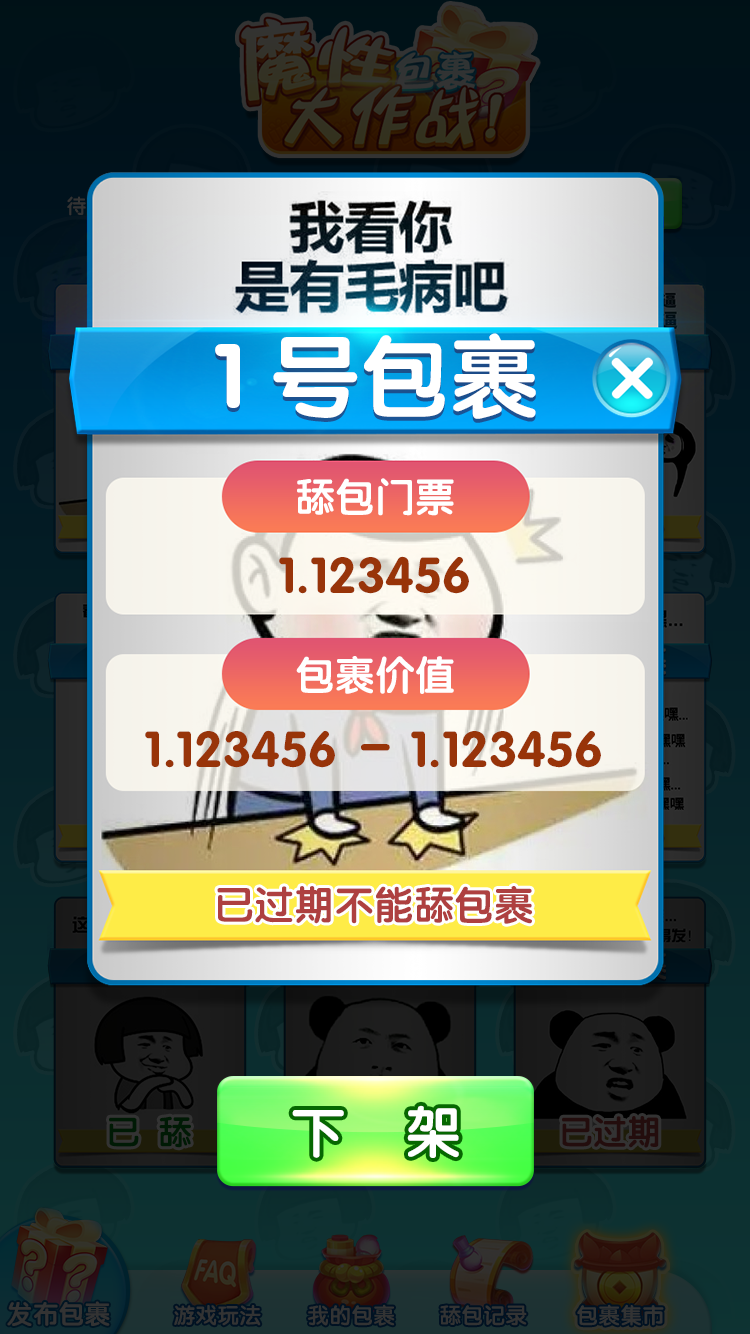 魔性包裹
大作战!
待
我看你
是有毛病吧
1号包裹
舔包门票
1.123456
包裹价值
1.123456 – 1.123456
已过期不能舔包裹
已舔
已过期
下 架
发布包裹
FAQ
游戏玩法
我的包裹
舔包记录
包裹集市